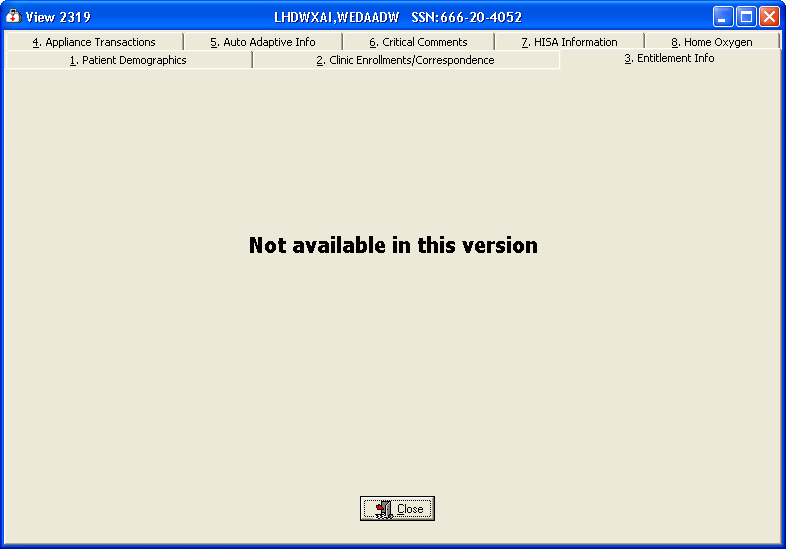 View 2319 LHDWXAI,WEDAADW SSN:666-20-4052
4. Appliance Transactions 5. Auto Adaptive Info 6. Critical Comments 7. HISA Information 8. Home Oxygen
1. Patient Demographics 2. Clinic Enrollments/Correspondence 3. Entitlement Info
Not available in this version
Close